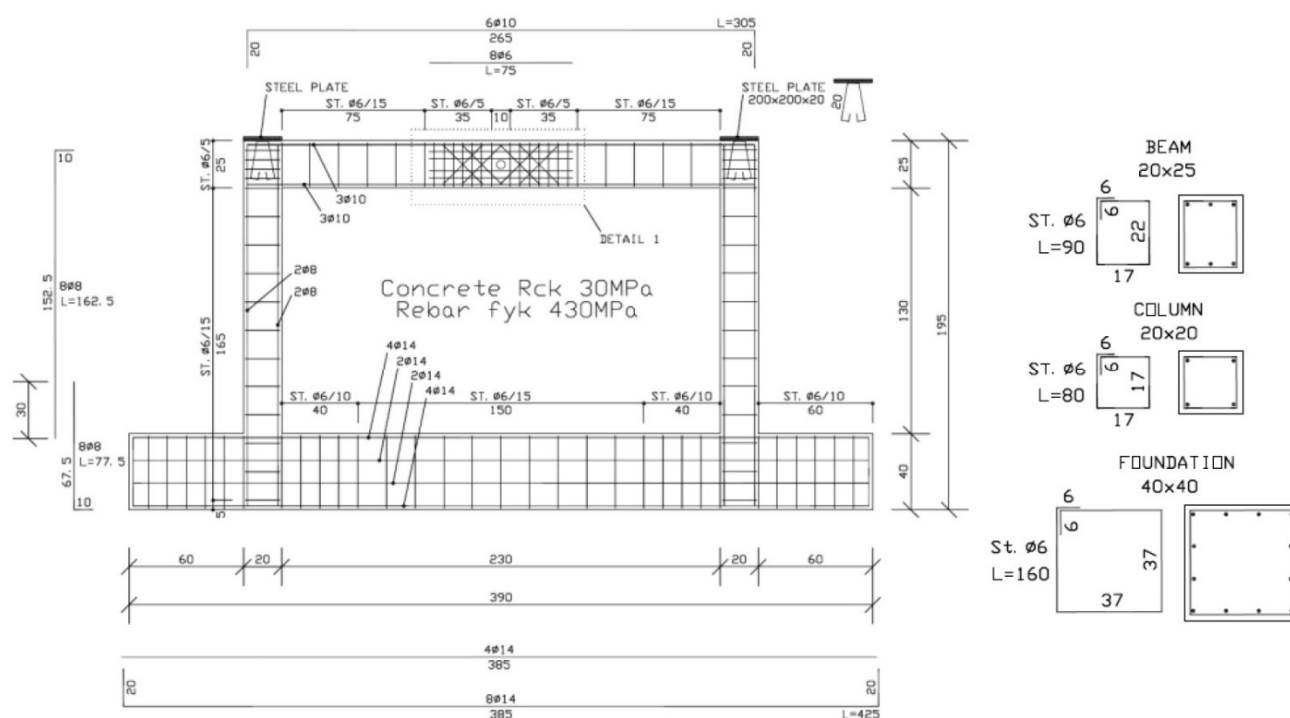 6ø10
L=305
265
20
20
8ø6
L=75
STEEL PLATE
STEEL PLATE
200x200x20
20
ST. ø6/15
ST. ø6/5
ST. ø6/5
ST. ø6/15
75
35
10
35
75
10
ST. ø6/5
25
25
3ø10
3ø10
DETAIL 1
152.5
8ø8
L=162.5
2ø8
2ø8
Concrete Rck 30MPa
Rebar fyk 430MPa
130
195
ST. ø6/15
165
4ø14
2ø14
2ø14
4ø14
ST. ø6/10
ST. ø6/15
ST. ø6/10
ST. ø6/10
40
150
40
60
30
67.5
8ø8
L=77.5
10
5
40
60
20
230
20
60
390
4ø14
385
20
20
8ø14
385
L=425
BEAM
20x25
6
6
ST. ø6
L=90
22
17
COLUMN
20x20
6
6
ST. ø6
L=80
17
17
FOUNDATION
40x40
6
6
St. ø6
L=160
37
37